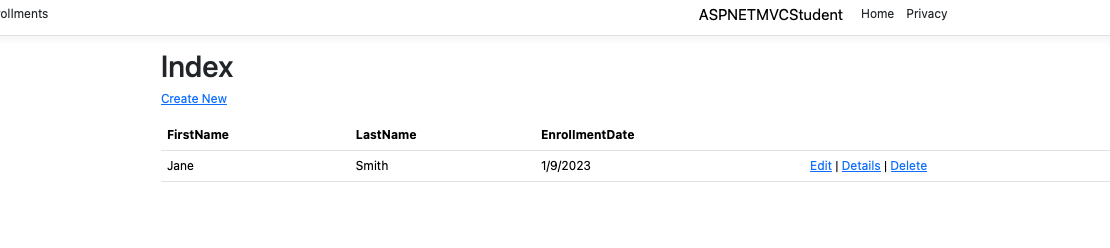 ollments ASPNETMVCStudent Home Privacy
Index
Create New
FirstName LastName EnrollmentDate
Jane Smith 1/9/2023 Edit | Details | Delete